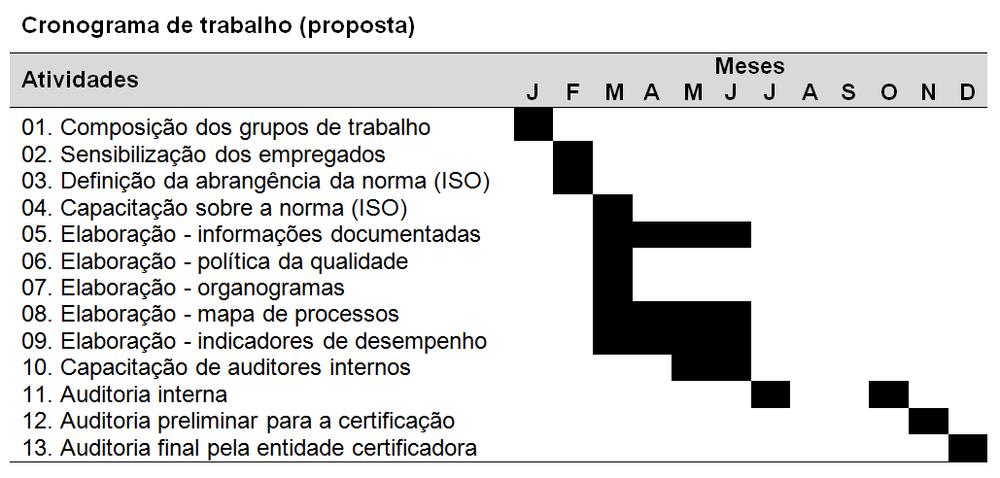 Cronograma de trabalho (proposta)
Meses
Atividades
J F M A M J J A S O N D
01. Composição dos grupos de trabalho
02. Sensibilização dos empregados
03. Definição da abrangência da norma (ISO)
04. Capacitação sobre a norma (ISO)
05. Elaboração - informações documentadas
06. Elaboração - política da qualidade
07. Elaboração - organogramas
08. Elaboração - mapa de processos
09. Elaboração - indicadores de desempenho
10. Capacitação de auditores internos
11. Auditoria interna
12. Auditoria preliminar para a certificação
13. Auditoria final pela entidade certificadora